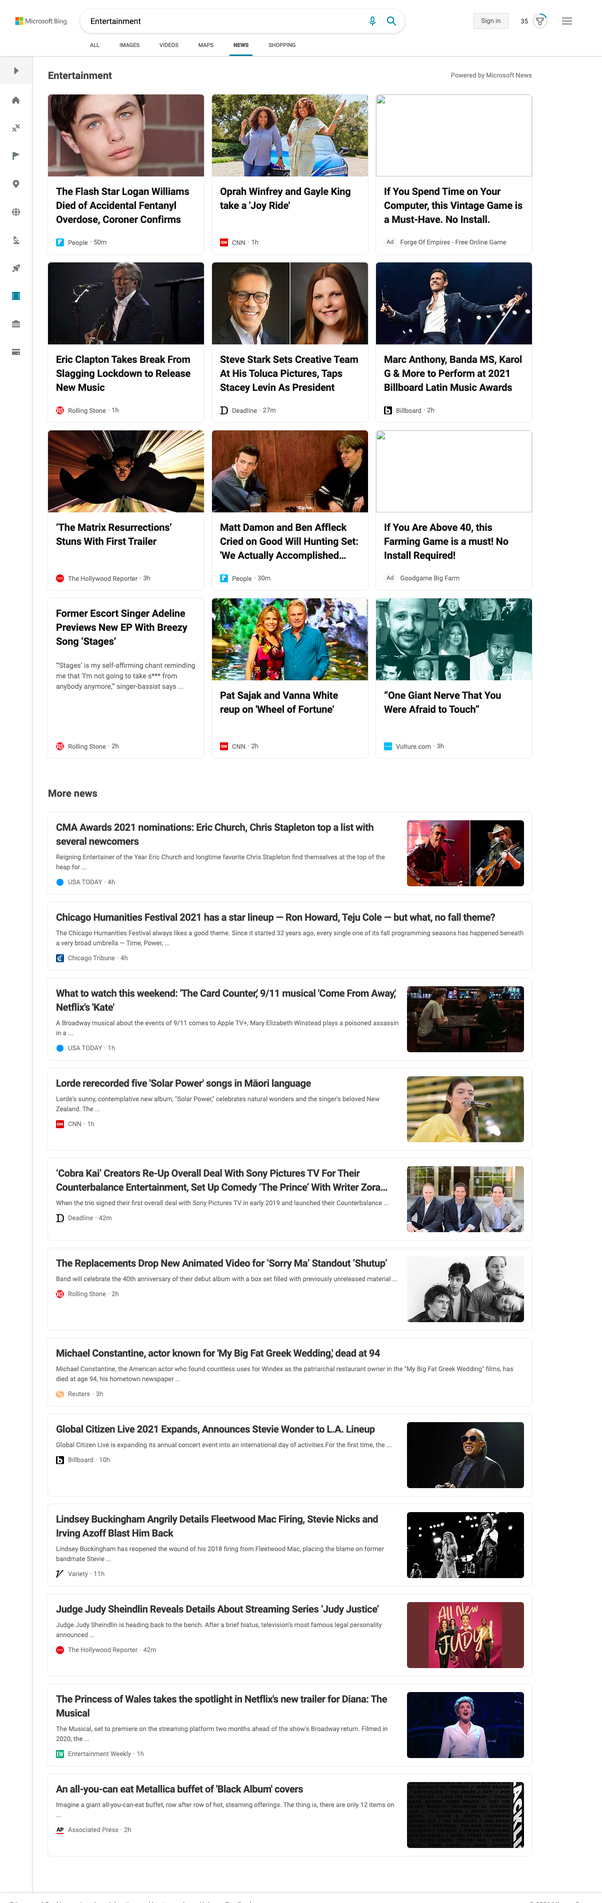 Microsoft Bing
Entertainment
Sign in
35
ALL
IMAGES
VIDEOS
MAPS
NEWS
SHOPPING
Entertainment
Powered by Microsoft News
The Flash Star Logan Williams
Died of Accidental Fentanyl
Overdose, Coroner Confirms
People · 50m
Oprah Winfrey and Gayle King
take a 'Joy Ride'
CNN · 1h
If You Spend Time on Your
Computer, this Vintage Game is
a Must-Have. No Install.
Ad Forge Of Empires - Free Online Game
Eric Clapton Takes Break From
Slagging Lockdown to Release
New Music
Rolling Stone · 1h
Steve Stark Sets Creative Team
At His Toluca Pictures, Taps
Stacey Levin As President
Deadline · 27m
Marc Anthony, Banda MS, Karol
G & More to Perform at 2021
Billboard Latin Music Awards
Billboard · 2h
‘The Matrix Resurrections’
Stuns With First Trailer
The Hollywood Reporter · 3h
Matt Damon and Ben Affleck
Cried on Good Will Hunting Set:
'We Actually Accomplished...
People · 30m
If You Are Above 40, this
Farming Game is a must! No
Install Required!
Ad Goodgame Big Farm
Former Escort Singer Adeline
Previews New EP With Breezy
Song ‘Stages’
"'Stages' is my self-affirming chant reminding
me that 'I'm not going to take s*** from
anybody anymore,'" singer-bassist says ...
Rolling Stone · 2h
Pat Sajak and Vanna White
reup on 'Wheel of Fortune'
CNN · 2h
“One Giant Nerve That You
Were Afraid to Touch”
Vulture.com · 3h
More news
CMA Awards 2021 nominations: Eric Church, Chris Stapleton top a list with
several newcomers
Reigning Entertainer of the Year Eric Church and longtime favorite Chris Stapleton find themselves at the top of the
heap for ...
USA TODAY · 4h
Chicago Humanities Festival 2021 has a star lineup — Ron Howard, Teju Cole — but what, no fall theme?
The Chicago Humanities Festival always likes a good theme. Since it started 32 years ago, every single one of its fall programming seasons has happened beneath
a very broad umbrella — Time, Power, ...
Chicago Tribune · 4h
What to watch this weekend: 'The Card Counter,' 9/11 musical 'Come From Away,'
Netflix's 'Kate'
A Broadway musical about the events of 9/11 comes to Apple TV+, Mary Elizabeth Winstead plays a poisoned assassin
in a ...
USA TODAY · 1h
Lorde rerecorded five 'Solar Power' songs in Māori language
Lorde's sunny, contemplative new album, "Solar Power," celebrates natural wonders and the singer's beloved New
Zealand. The ...
CNN · 1h
‘Cobra Kai’ Creators Re-Up Overall Deal With Sony Pictures TV For Their
Counterbalance Entertainment, Set Up Comedy ‘The Prince’ With Writer Zora...
When the trio signed their first overall deal with Sony Pictures TV in early 2019 and launched their Counterbalance ...
Deadline · 42m
The Replacements Drop New Animated Video for ‘Sorry Ma’ Standout ‘Shutup’
Band will celebrate the 40th anniversary of their debut album with a box set filled with previously unreleased material ...
Rolling Stone · 2h
Michael Constantine, actor known for 'My Big Fat Greek Wedding,' dead at 94
Michael Constantine, the American actor who found countless uses for Windex as the patriarchal restaurant owner in the "My Big Fat Greek Wedding" films, has
died at age 94, his hometown newspaper ...
Reuters · 3h
Global Citizen Live 2021 Expands, Announces Stevie Wonder to L.A. Lineup
Global Citizen Live is expanding its annual concert event into an international day of activities.For the first time, the ...
Billboard · 10h
Lindsey Buckingham Angrily Details Fleetwood Mac Firing, Stevie Nicks and
Irving Azoff Blast Him Back
Lindsey Buckingham has reopened the wound of his 2018 firing from Fleetwood Mac, placing the blame on former
bandmate Stevie ...
Variety · 11h
Judge Judy Sheindlin Reveals Details About Streaming Series ‘Judy Justice’
Judge Judy Sheindlin is heading back to the bench. After a brief hiatus, television's most famous legal personality
announced ...
The Hollywood Reporter · 42m
All New
JUDY!
The Princess of Wales takes the spotlight in Netflix's new trailer for Diana: The
Musical
The Musical, set to premiere on the streaming platform two months ahead of the show's Broadway return. Filmed in
2020, the ...
Entertainment Weekly · 1h
An all-you-can eat Metallica buffet of 'Black Album' covers
Imagine a giant all-you-can-eat buffet, row after row of hot, steaming offerings. The thing is, there are only 12 items on
...
AP Associated Press · 2h